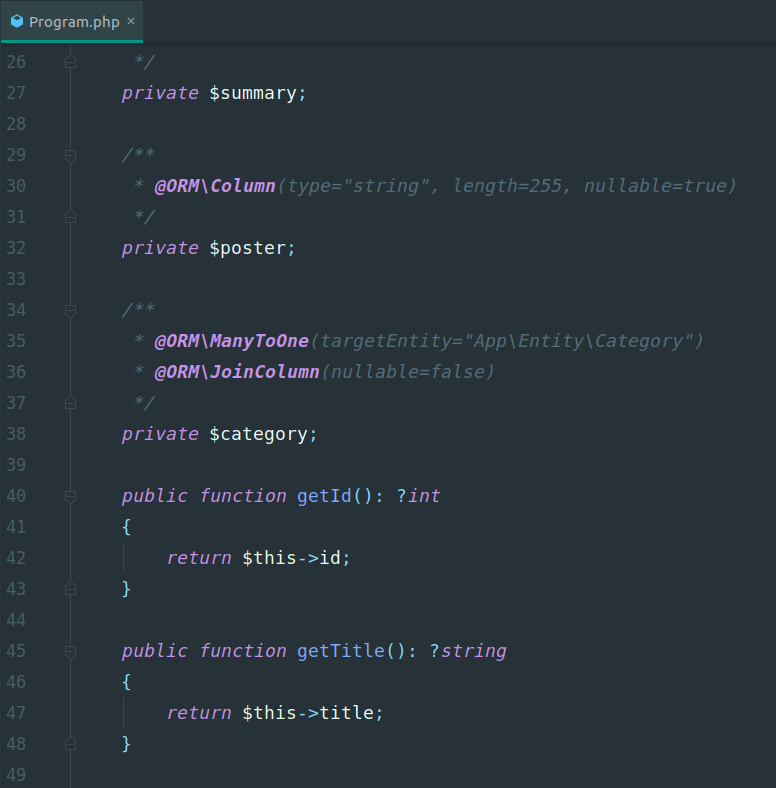 Program.php ×
26 */
27 private $summary;
28
29 /**
30 * @ORM\Column(type="string", length=255, nullable=true)
31 */
32 private $poster;
33
34 /**
35 * @ORM\ManyToOne(targetEntity="App\Entity\Category")
36 * @ORM\JoinColumn(nullable=false)
37 */
38 private $category;
39
40 public function getId(): ?int
41 {
42 return $this->id;
43 }
44
45 public function getTitle(): ?string
46 {
47 return $this->title;
48 }
49